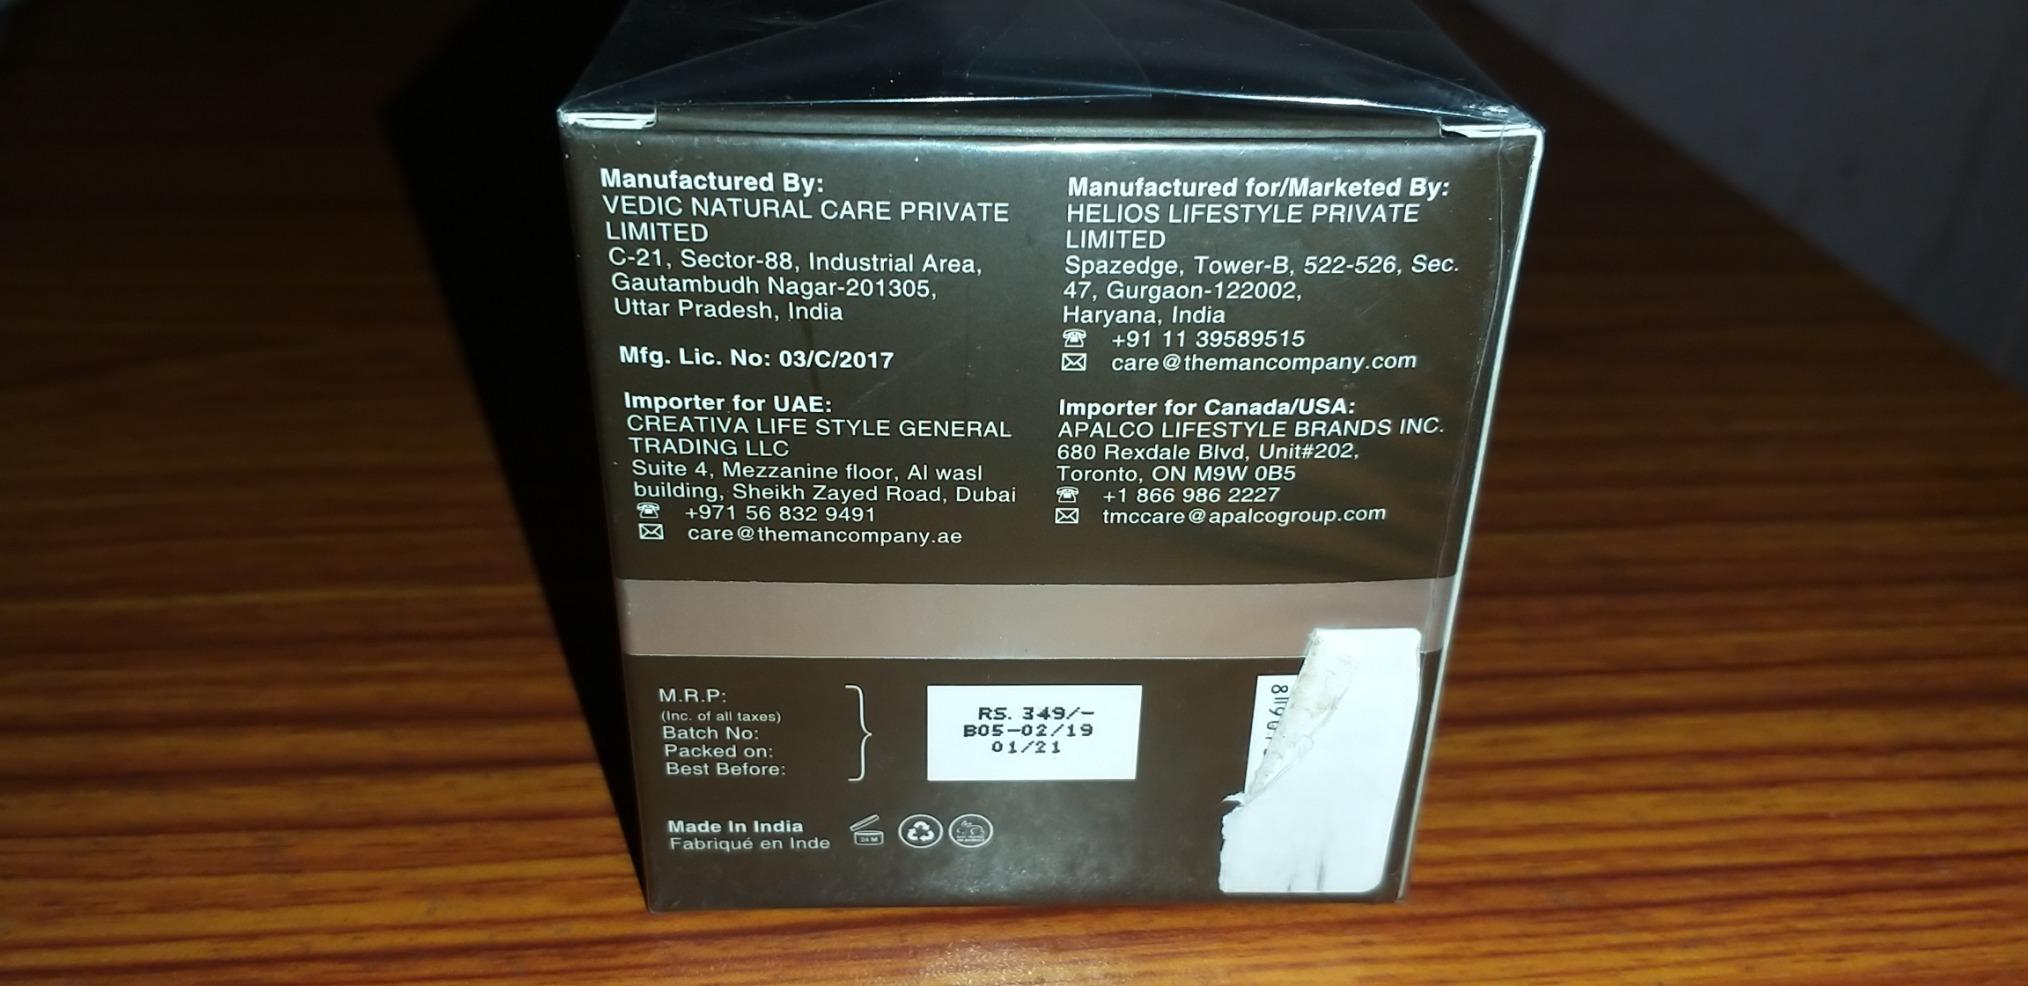 Manufactured By:
VEDIC NATURAL CARE PRIVATE
LIMITED
C-21, Sector-88, Industrial Area,
Gautambudh Nagar-201305,
Uttar Pradesh, India
Mfg. Lic. No: 03/C/2017
Manufactured for/Marketed By:
HELIOS LIFESTYLE PRIVATE
LIMITED
Spazedge, Tower-B, 522-526, Sec.
47, Gurgaon-122002,
Haryana, India
+91 11 39589515
care@themancompany.com
Importer for UAE:
CREATIVA LIFE STYLE GENERAL
TRADING LLC
Suite 4, Mezzanine floor, Al wasl
building, Sheikh Zayed Road, Dubai
+971 56 832 9491
care@themancompany.ae
Importer for Canada/USA:
APALCO LIFESTYLE BRANDS INC.
680 Rexdale Blvd, Unit#202,
Toronto, ON M9W 0B5
+1 866 986 2227
tmccare@apalcogroup.com
M.R.P:
(Inc. of all taxes)
Batch No:
Packed on:
Best Before:
RS. 349/-
B05-02/19
01/21
Made In India
Fabriqué en Inde
24 M